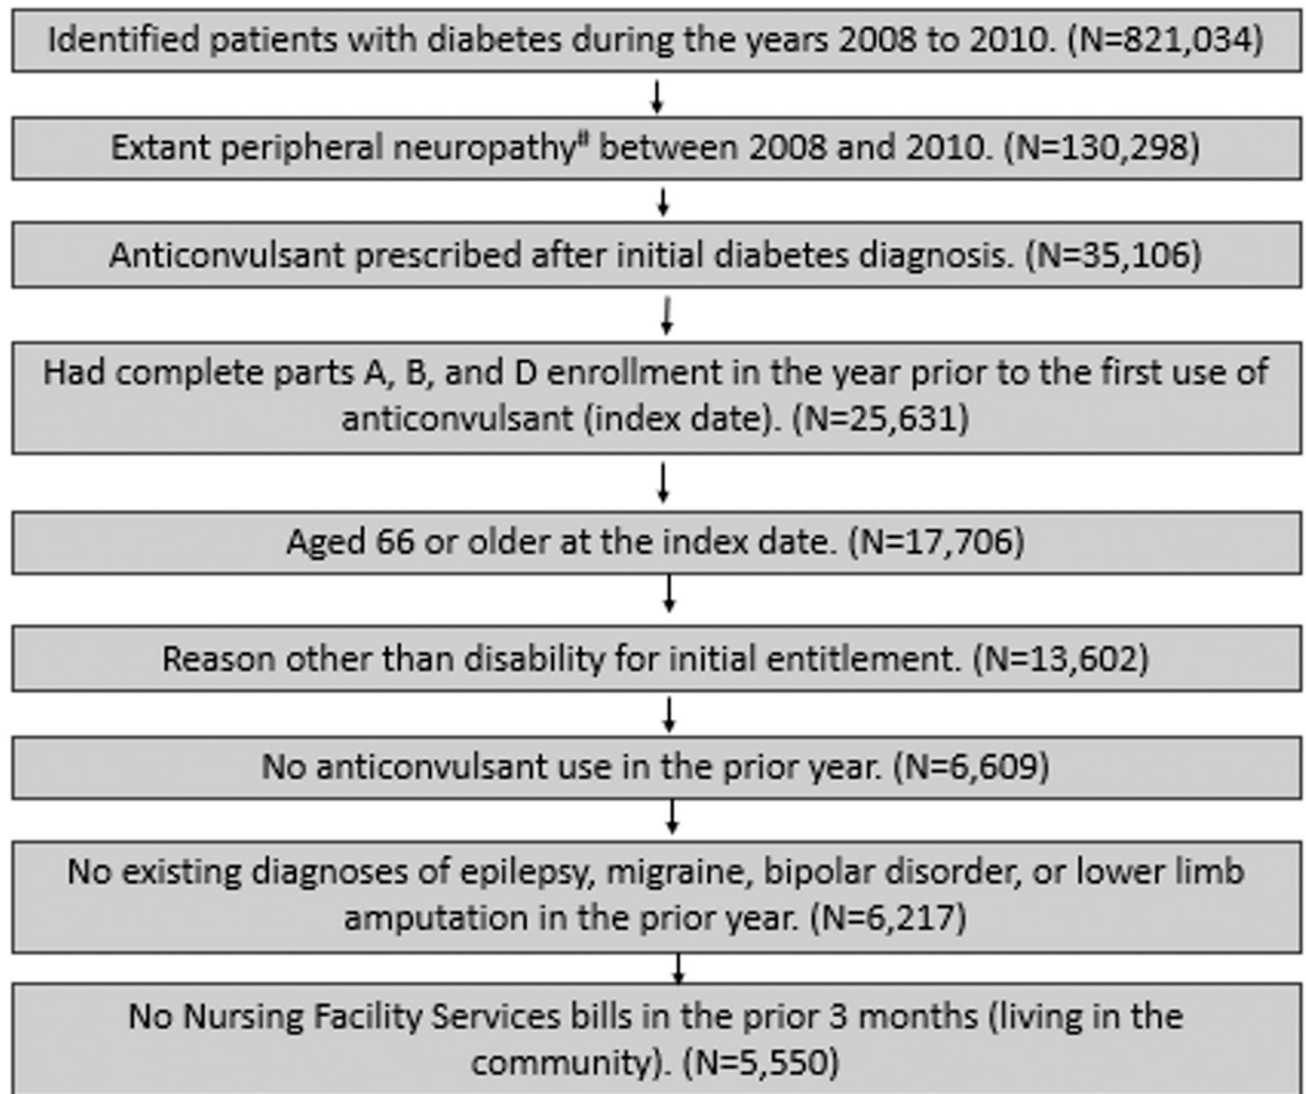 Identified patients with diabetes during the years 2008 to 2010. (N=821,034)
Extant peripheral neuropathy# between 2008 and 2010. (N=130,298)
Anticonvulsant prescribed after initial diabetes diagnosis. (N=35,106)
Had complete parts A, B, and D enrollment in the year prior to the first use of
anticonvulsant (index date). (N=25,631)
Aged 66 or older at the index date. (N=17,706)
Reason other than disability for initial entitlement. (N=13,602)
No anticonvulsant use in the prior year. (N=6,609)
No existing diagnoses of epilepsy, migraine, bipolar disorder, or lower limb
amputation in the prior year. (N=6,217)
No Nursing Facility Services bills in the prior 3 months (living in the
community). (N=5,550)